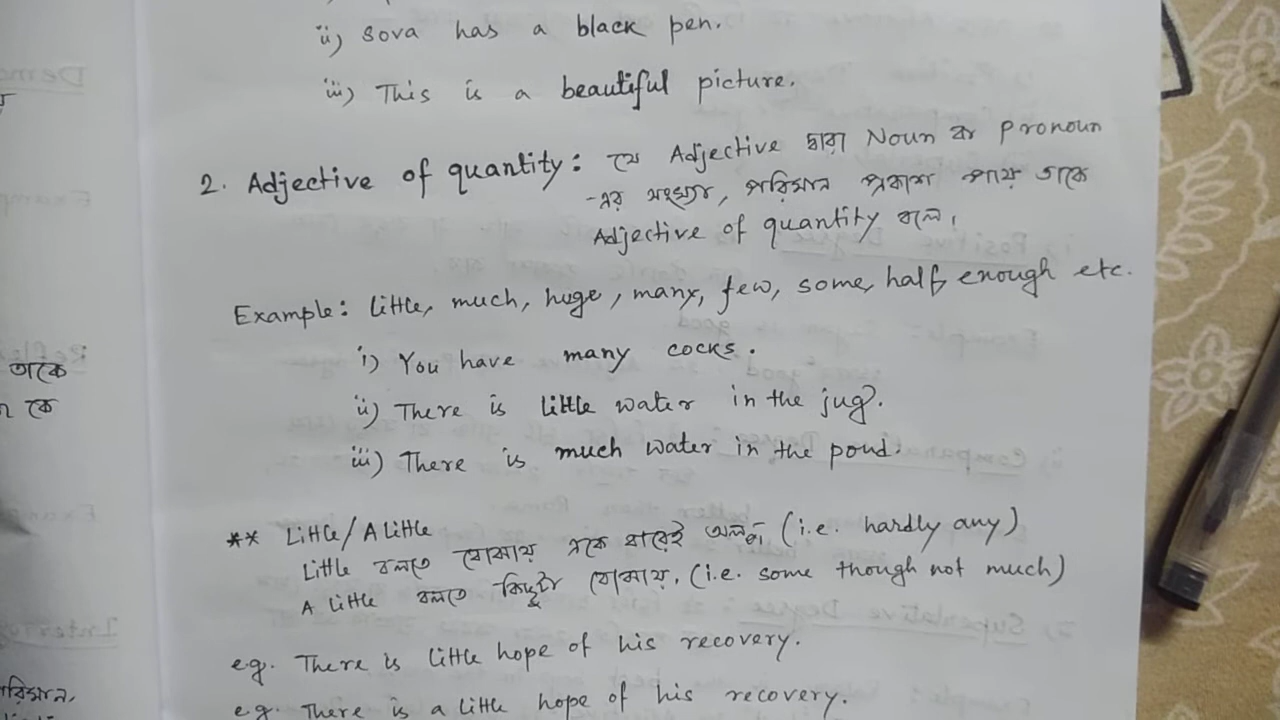 ii) Sova has a black pen.
iii) This is a beautiful picture.
2. Adjective of quantity: যে Adjective দ্বারা Noun বা Pronoun
-এর সংখ্যার, পরিমান প্রকাশ পায় তাকে
Adjective of quantity বলে।
Example: Little, much, huge, many, few, some, half, enough etc.
i) You have many cocks.
ii) There is little water in the jug.
iii) There is much water in the pond.
** Little/A little
Little বলতে বোঝায় একে বারেই অল্প (i.e. hardly any)
A little বলতে কিছুটা বোঝায়. (i.e. some though not much)
e.g. There is little hope of his recovery.
e.g. There is a little hope of his recovery.
তাকে
কে
পরিমান,